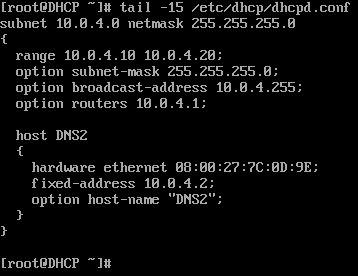 [root@DHCP ~]# tail -15 /etc/dhcp/dhcpd.conf
subnet 10.0.4.0 netmask 255.255.255.0
{
  range 10.0.4.10 10.0.4.20;
  option subnet-mask 255.255.255.0;
  option broadcast-address 10.0.4.255;
  option routers 10.0.4.1;

  host DNS2
  {
    hardware ethernet 08:00:27:7C:0D:9E;
    fixed-address 10.0.4.2;
    option host-name "DNS2";
  }
}

[root@DHCP ~]#